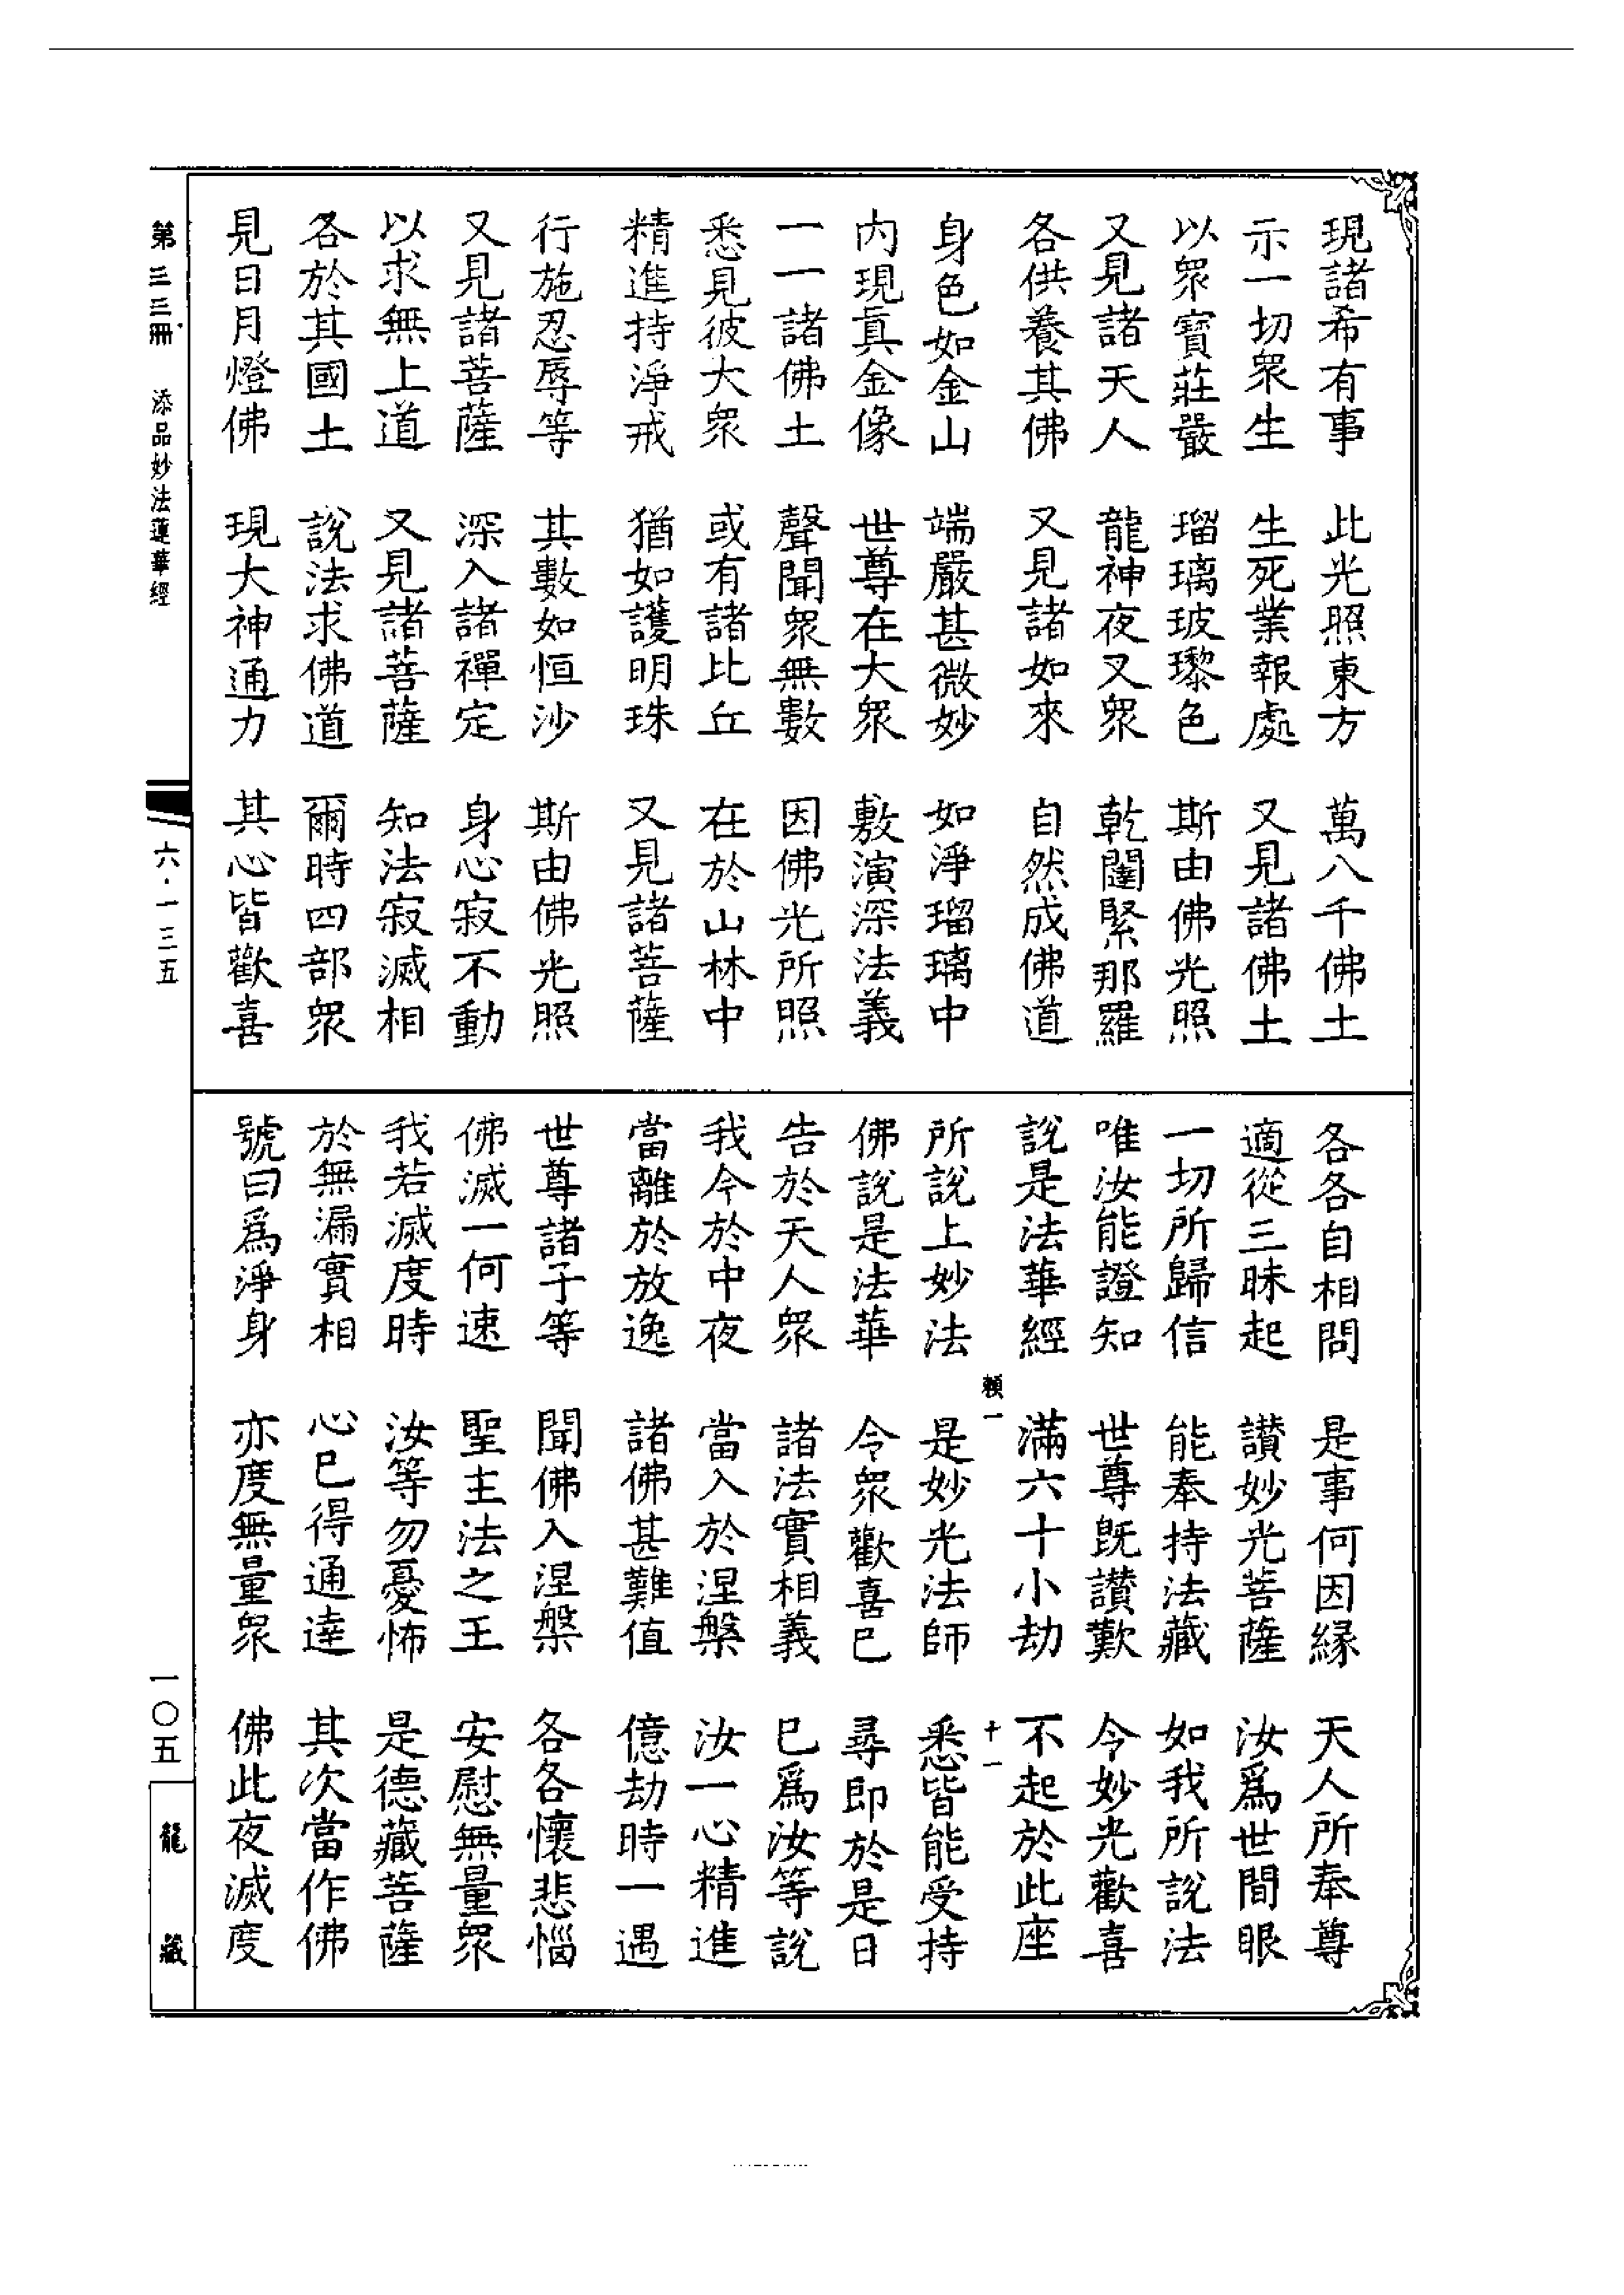 現諸希有事 此光照東方 萬八千佛土
示一切衆生 生死業報處 又見諸佛土
以衆寳莊嚴 瑠璃玻瓈色 斯由佛光照
又見諸天人 龍神夜叉衆 乾闥緊那羅
各供養其佛 又見諸如來 自然成佛道
身色如金山 端嚴甚微妙 如淨瑠璃中
内現眞金像 世尊在大衆 敷演深法義
一一諸佛土 聲聞衆無數 因佛光所照
悉見彼大衆 或有諸比丘 在於山林中
精進持淨戒 猶如護明珠 又見諸菩薩
行施忍辱等 其數如恒沙 斯由佛光照
又見諸菩薩 深入諸禪定 身心寂不動
以求無上道 又見諸菩薩 知法寂滅相
各於其國土 說法求佛道 爾時四部衆
見日月燈佛 現大神通力 其心皆歡喜
各各自相問 是事何因緣 天人所奉尊
適從三昧起 讃妙光菩薩 汝爲世間眼
一切所歸信 能奉持法藏 如我所說法
唯汝能證知 世尊旣讃歎 今妙光歡喜
說是法華經 滿六十小劫 不起於此座
頼一 十一
所說上妙法 是妙光法師 悉皆能受持
佛說是法華 令衆歡喜已 尋即於是日
告於天人衆 諸法實相義 已爲汝等說
我今於中夜 當入於涅槃 汝一心精進
當離於放逸 諸佛甚難值 億劫時一遇
世尊諸子等 聞佛入涅槃 各各懷悲惱
佛滅一何速 聖主法之王 安慰無量衆
我若滅度時 汝等勿憂怖 是德藏菩薩
於無漏實相 心已得通達 其次當作佛
號曰爲淨身 亦度無量衆 佛此夜滅度
第三三冊 添品妙法蓮華經 六·一三五 一〇五 龍藏